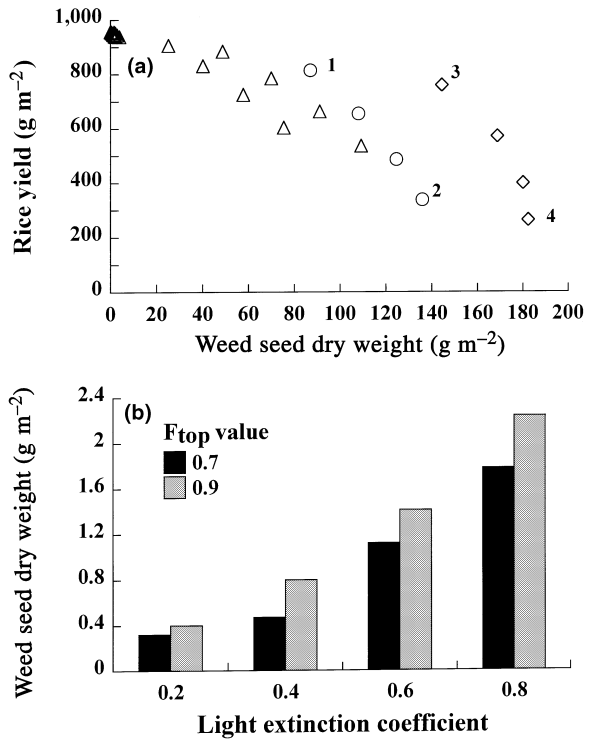 1,000
800
600
400
200
0
Rice yield (g m⁻²)
(a)
1
2
3
4
0 20 40 60 80 100 120 140 160 180 200
Weed seed dry weight (g m⁻²)
2.4
2
1.6
1.2
0.8
0.4
0
Weed seed dry weight (g m⁻²)
(b)
Ftop value
0.7
0.9
0.2 0.4 0.6 0.8
Light extinction coefficient